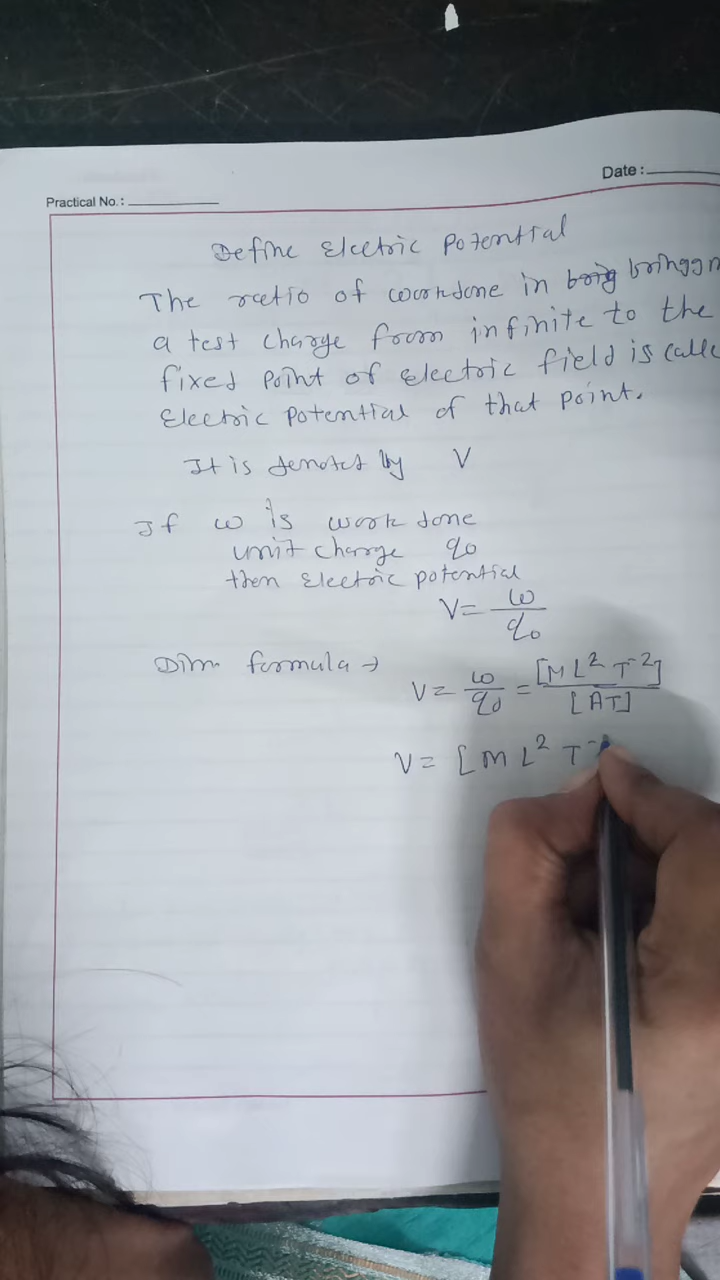 Date :
Practical No. :
Define Electric Potential
The ratio of workdone in bringgn
a test charge from infinite to the
fixed point of electric field is calle
Electric Potential of that point.
It is denoted by V
If w is work done
unit charge q0
then Electric potential
V= w/q0
Dim formula → V = w/q0 = [M L² T⁻²]/[AT]
V = [M L² T⁻